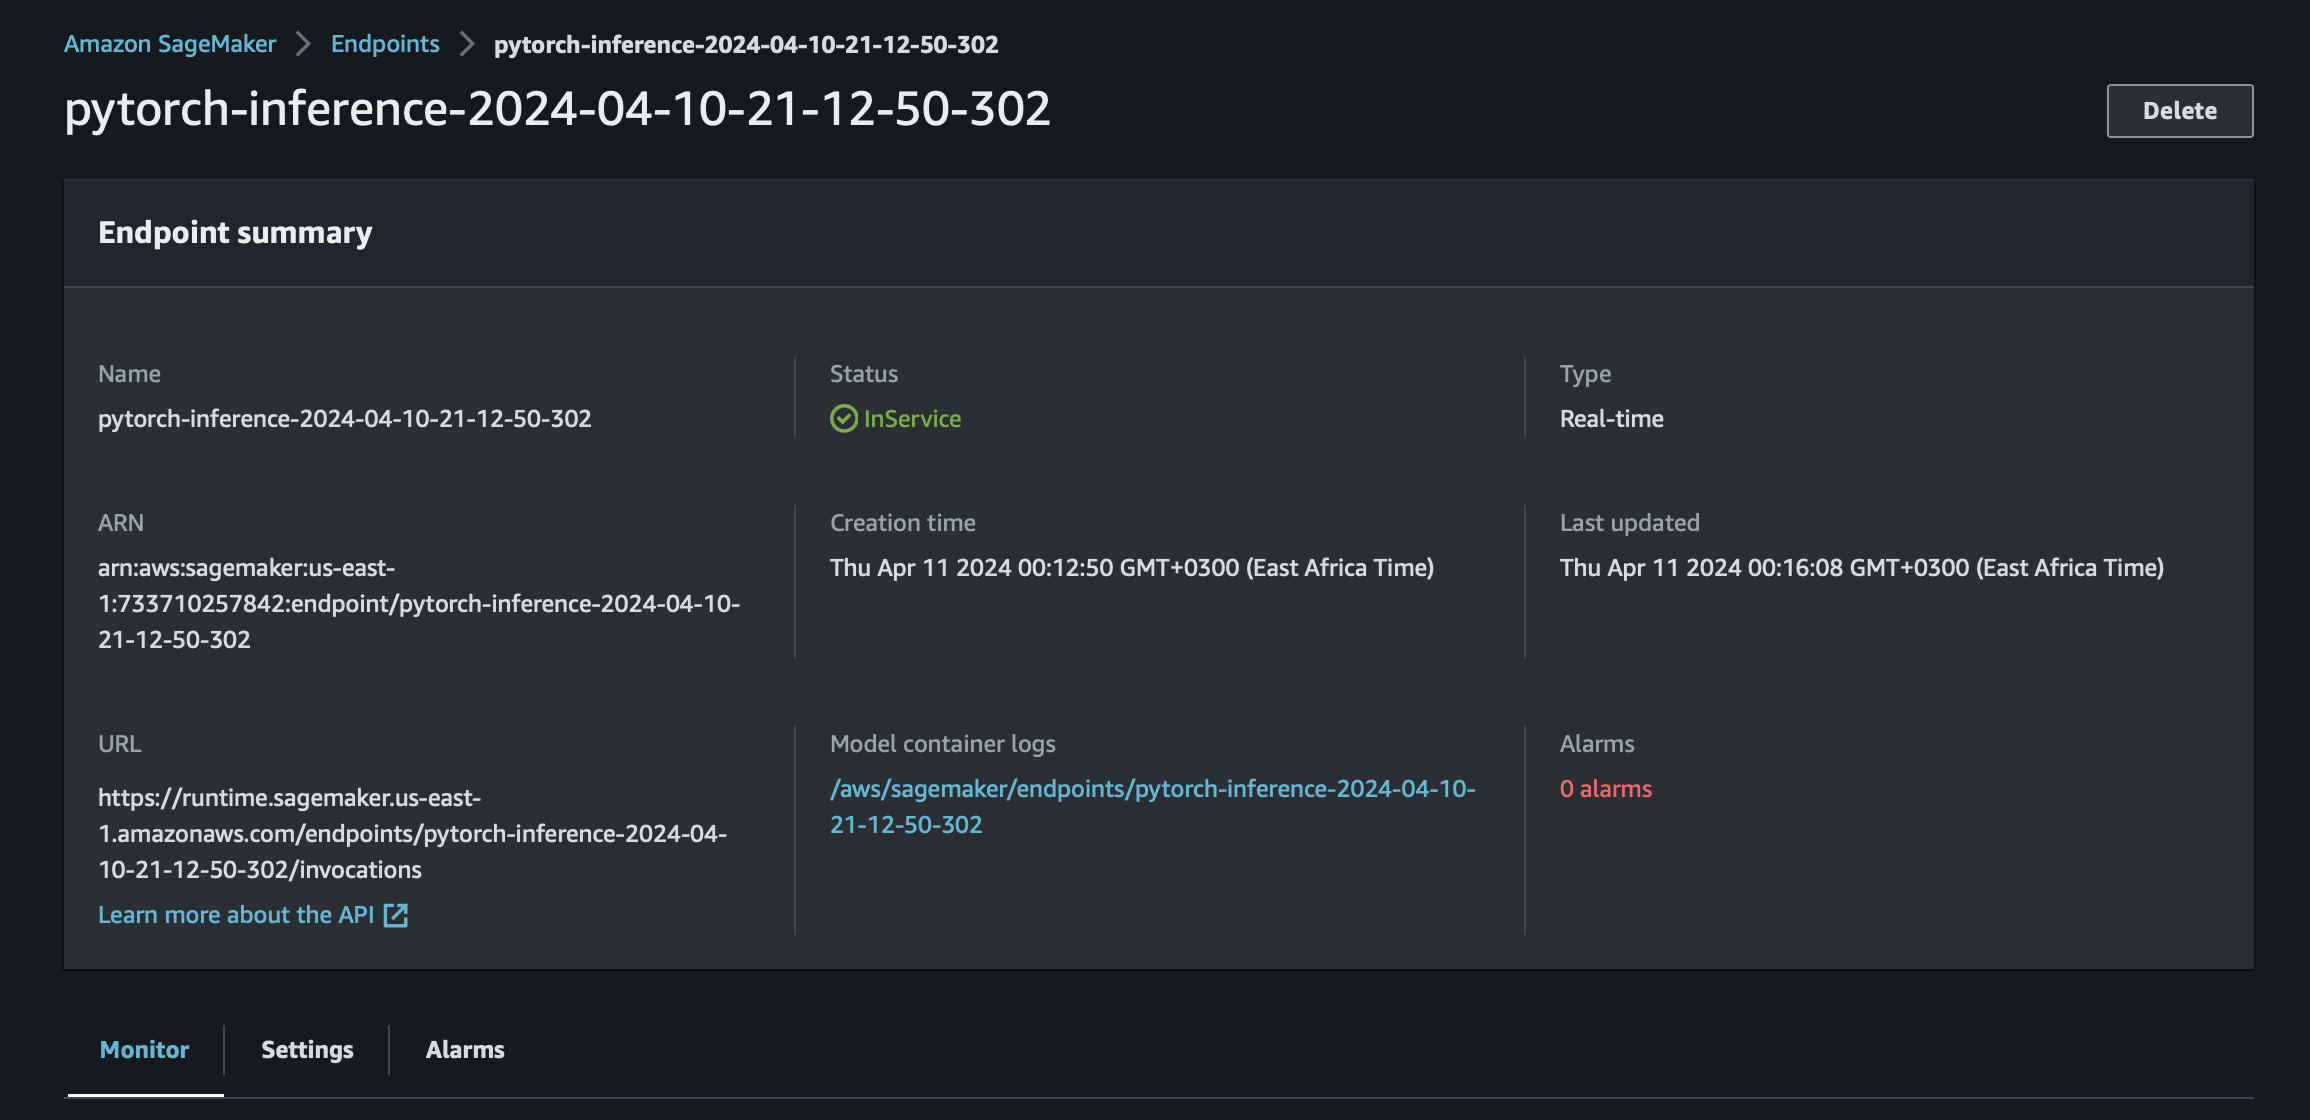 Amazon SageMaker > Endpoints > pytorch-inference-2024-04-10-21-12-50-302
pytorch-inference-2024-04-10-21-12-50-302
Delete
Endpoint summary
Name
pytorch-inference-2024-04-10-21-12-50-302
Status
InService
Type
Real-time
ARN
arn:aws:sagemaker:us-east-
1:733710257842:endpoint/pytorch-inference-2024-04-10-
21-12-50-302
Creation time
Thu Apr 11 2024 00:12:50 GMT+0300 (East Africa Time)
Last updated
Thu Apr 11 2024 00:16:08 GMT+0300 (East Africa Time)
URL
https://runtime.sagemaker.us-east-
1.amazonaws.com/endpoints/pytorch-inference-2024-04-
10-21-12-50-302/invocations
Learn more about the API
Model container logs
/aws/sagemaker/endpoints/pytorch-inference-2024-04-10-
21-12-50-302
Alarms
0 alarms
Monitor
Settings
Alarms